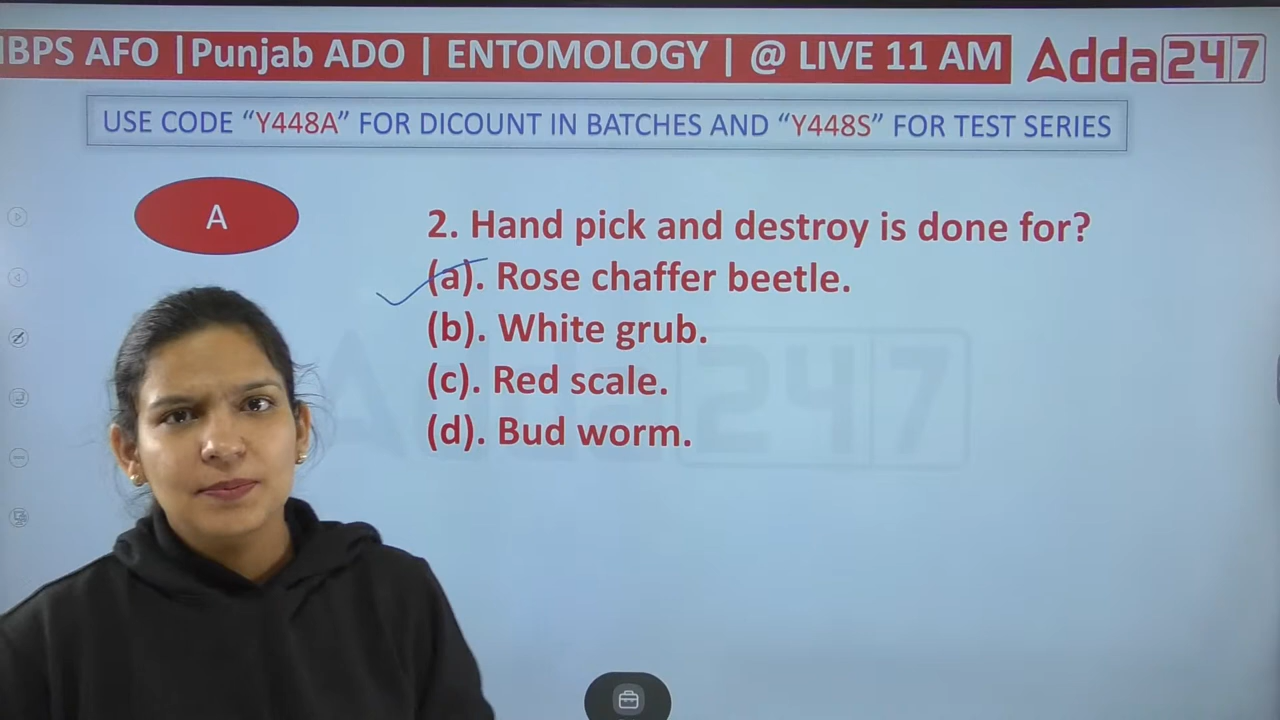 IBPS AFO |Punjab ADO | ENTOMOLOGY | @ LIVE 11 AM
Adda247
USE CODE “Y448A” FOR DICOUNT IN BATCHES AND “Y448S” FOR TEST SERIES
A
2. Hand pick and destroy is done for?
(a). Rose chaffer beetle.
(b). White grub.
(c). Red scale.
(d). Bud worm.
Adda247